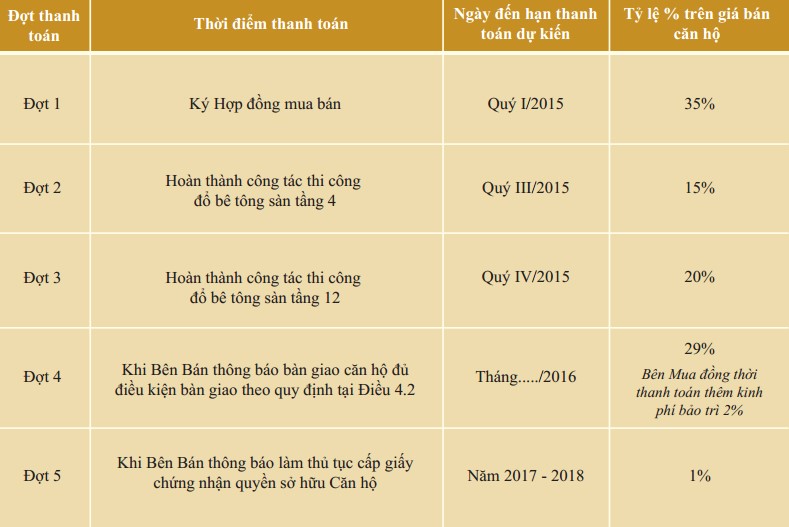 Đợt thanh
toán
Thời điểm thanh toán
Ngày đến hạn thanh
toán dự kiến
Tỷ lệ % trên giá bán
căn hộ
Đợt 1
Ký Hợp đồng mua bán
Quý I/2015
35%
Đợt 2
Hoàn thành công tác thi công
đổ bê tông sàn tầng 4
Quý III/2015
15%
Đợt 3
Hoàn thành công tác thi công
đổ bê tông sàn tầng 12
Quý IV/2015
20%
Đợt 4
Khi Bên Bán thông báo bàn giao căn hộ đủ
điều kiện bàn giao theo quy định tại Điều 4.2
Tháng...../2016
29%
Bên Mua đồng thời
thanh toán thêm kinh
phí bảo trì 2%
Đợt 5
Khi Bên Bán thông báo làm thủ tục cấp giấy
chứng nhận quyền sở hữu Căn hộ
Năm 2017 - 2018
1%